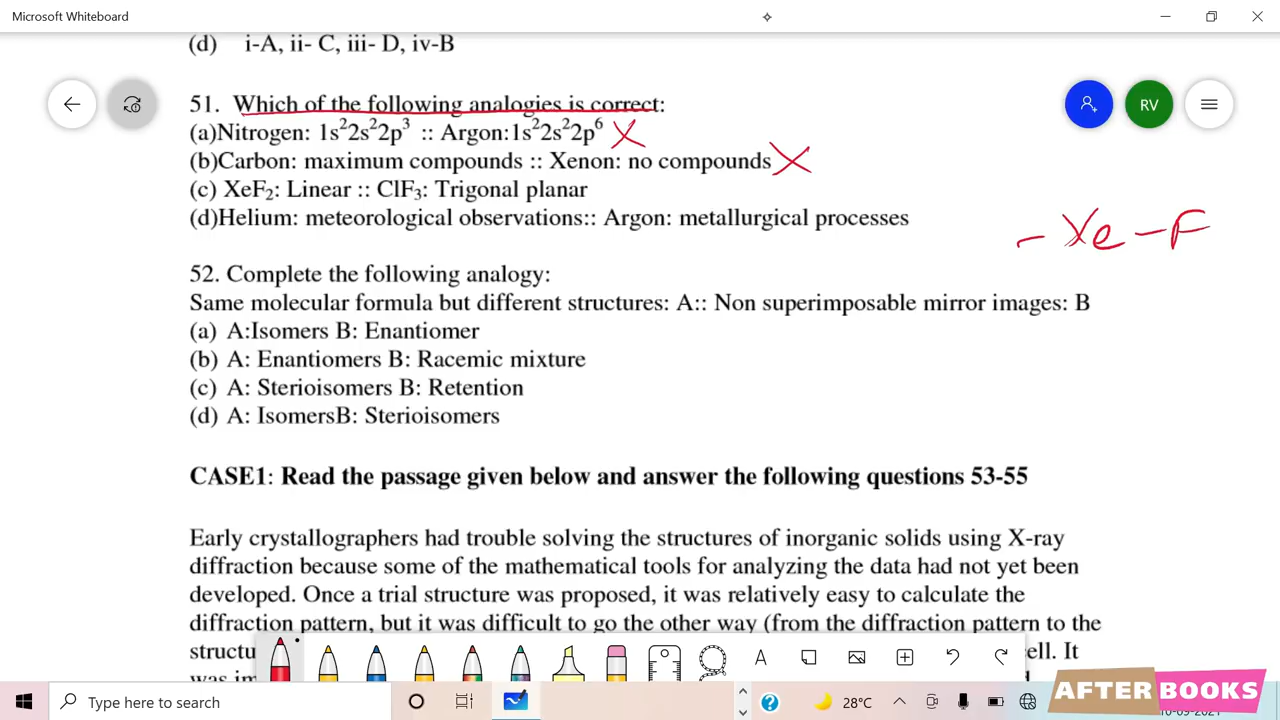 Microsoft Whiteboard
(d) i-A, ii- C, iii- D, iv-B
RV
51. Which of the following analogies is correct:
(a)Nitrogen: 1s²2s²2p³ :: Argon:1s²2s²2p⁶ X
(b)Carbon: maximum compounds :: Xenon: no compounds X
(c) XeF₂: Linear :: ClF₃: Trigonal planar
(d)Helium: meteorological observations:: Argon: metallurgical processes
- Xe - F
52. Complete the following analogy:
Same molecular formula but different structures: A:: Non superimposable mirror images: B
(a) A:Isomers B: Enantiomer
(b) A: Enantiomers B: Racemic mixture
(c) A: Sterioisomers B: Retention
(d) A: IsomersB: Sterioisomers
CASE1: Read the passage given below and answer the following questions 53-55
Early crystallographers had trouble solving the structures of inorganic solids using X-ray
diffraction because some of the mathematical tools for analyzing the data had not yet been
developed. Once a trial structure was proposed, it was relatively easy to calculate the
diffraction pattern, but it was difficult to go the other way (from the diffraction pattern to the
structu ell. It
was im
A
Type here to search
28°C
AFTER BOOKS